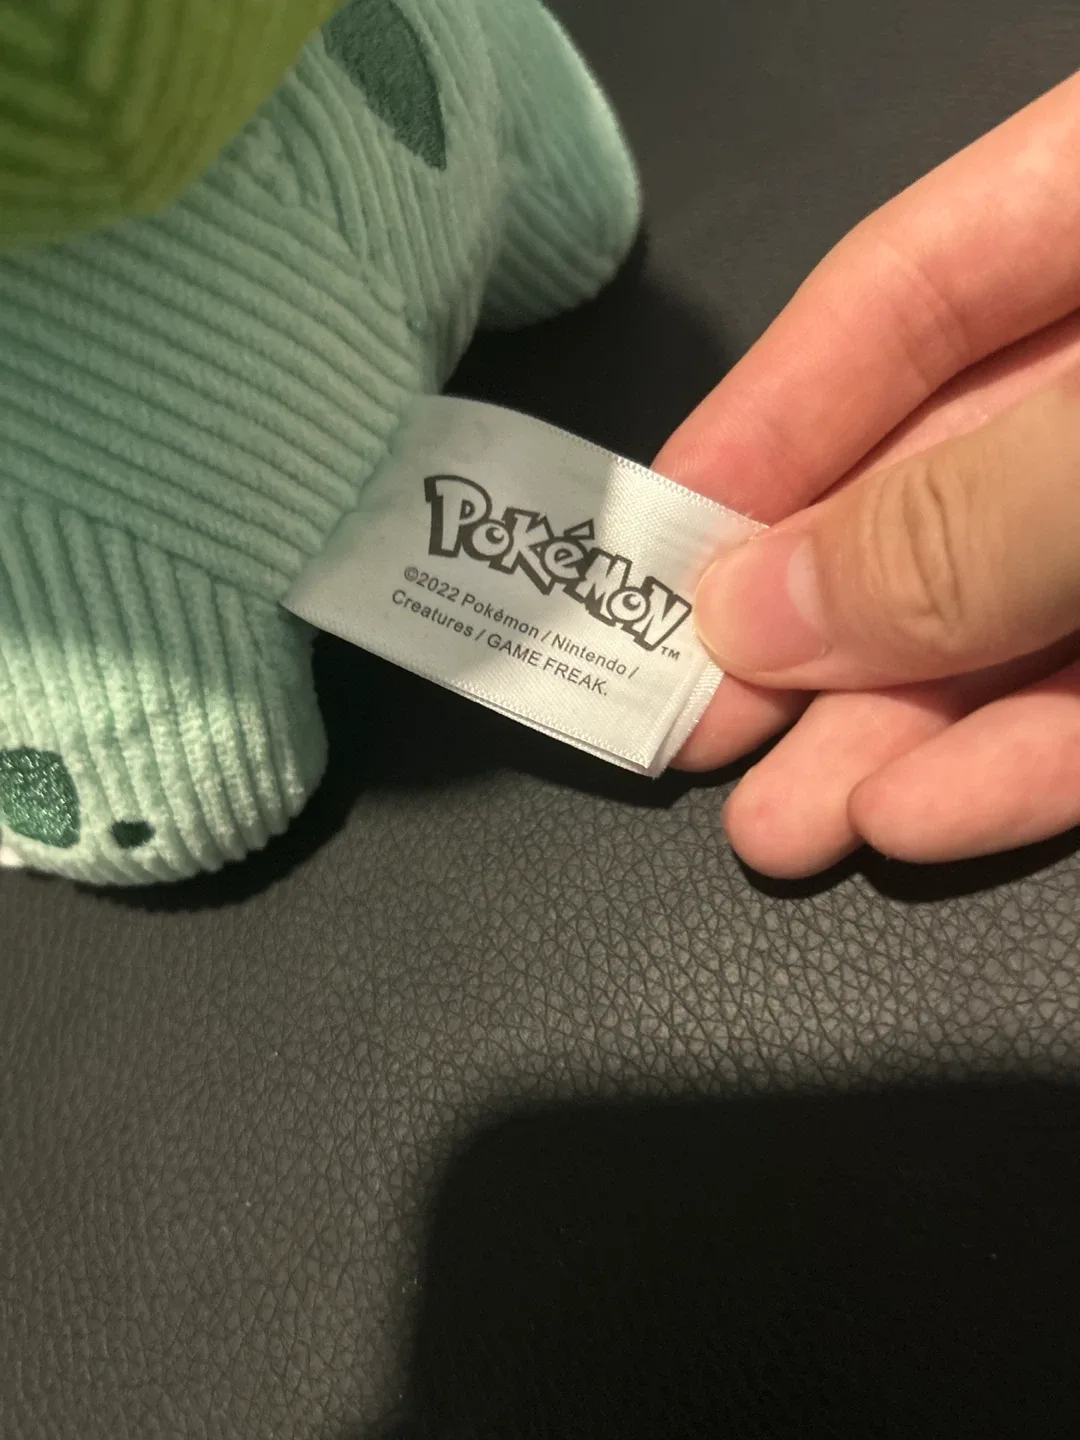 POKéMON™
©2022 Pokémon / Nintendo /
Creatures / GAME FREAK.